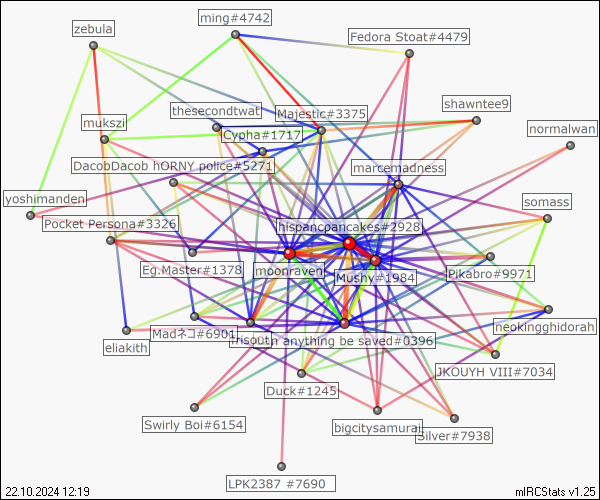 ming#4742
zebula
Fedora Stoat#4479
shawntee9
thesecondtwat
Majestic#3375
mukszi
Cypha#1717
normalwan
DacobDacob hORNY police#5271
marcemadness
yoshimanden
somass
Pocket Persona#3326
hispancpancakes#2928
Eg.Master#1378
moonraven
Mushy#1984
Pikabro#9971
Madネコ#6901
neokingghidorah
eliakith
anything be saved#0396
JKOUYH VIII#7034
Duck#1245
Swirly Boi#6154
bigcitysamurai
Silver#7938
LPK2387 #7690
22.10.2024 12:19
mIRCStats v1.25